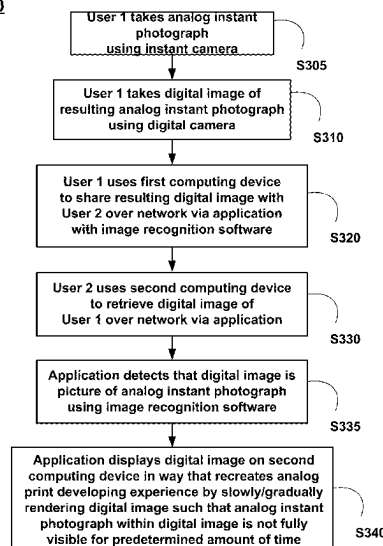 User 1 takes analog instant
photograph
using instant camera
S305
User 1 takes digital image of
resulting analog instant photograph
using digital camera
S310
User 1 uses first computing device
to share resulting digital image with
User 2 over network via application
with image recognition software
S320
User 2 uses second computing device
to retrieve digital image of
User 1 over network via application
S330
Application detects that digital image is
picture of analog instant photograph
using image recognition software
S335
Application displays digital image on second
computing device in way that recreates analog
print developing experience by slowly/gradually
rendering digital image such that analog instant
photograph within digital image is not fully
visible for predetermined amount of time
S340